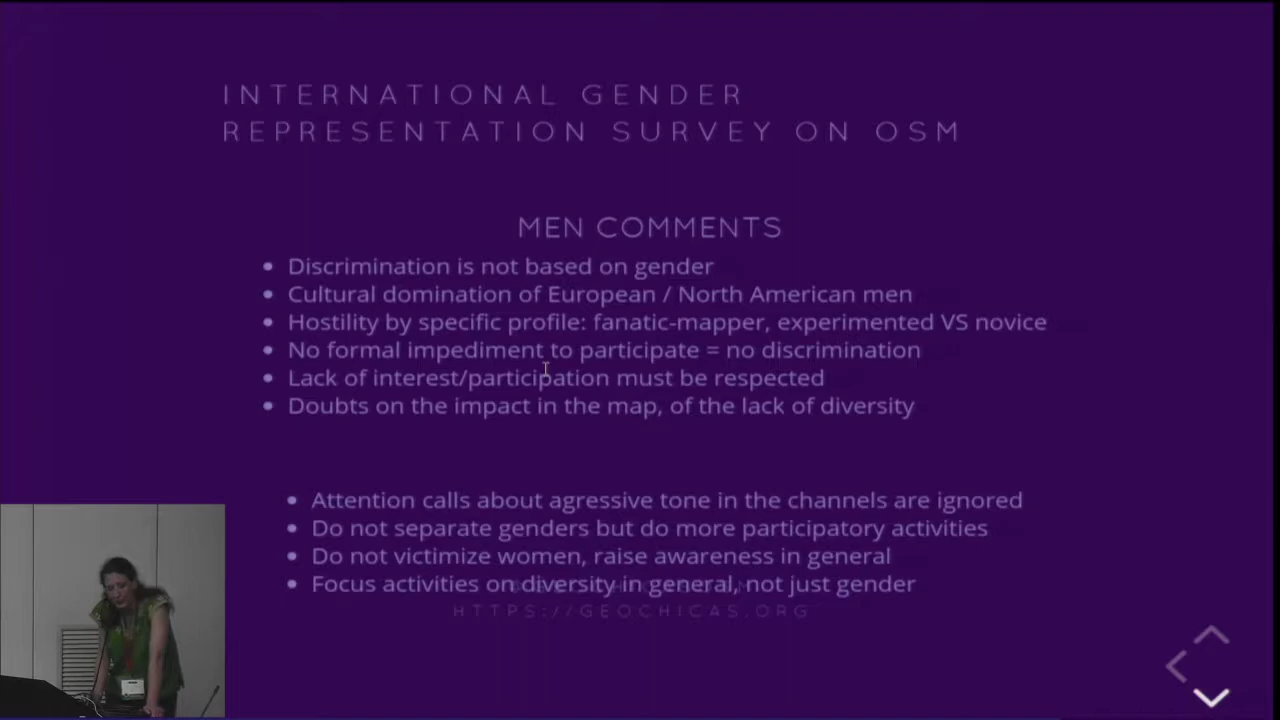 INTERNATIONAL GENDER
REPRESENTATION SURVEY ON OSM
MEN COMMENTS
• Discrimination is not based on gender
• Cultural domination of European / North American men
• Hostility by specific profile: fanatic-mapper, experimented VS novice
• No formal impediment to participate = no discrimination
• Lack of interest/participation must be respected
• Doubts on the impact in the map, of the lack of diversity
• Attention calls about agressive tone in the channels are ignored
• Do not separate genders but do more participatory activities
• Do not victimize women, raise awareness in general
• Focus activities on diversity in general, not just gender
HTTPS://GEOCHICAS.ORG